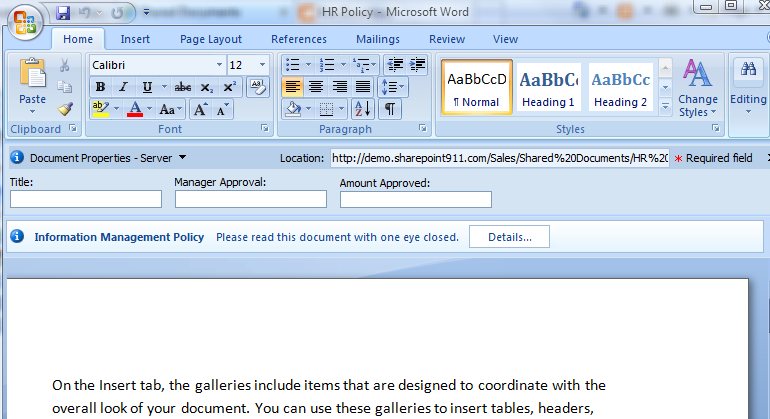 HR Policy - Microsoft Word
Home Insert Page Layout References Mailings Review View
Calibri 12
AaBbCcD AaBbCc AaBbCc
Paste B I U abc x₂ x² Aa
ab A Aa A A A Z ¶ ¶ Normal Heading 1 Heading 2 Change Styles Editing
Clipboard Font Paragraph Styles
Document Properties - Server Location: http://demo.sharepoint911.com/Sales/Shared%20Documents/HR%20 * Required field
Title: Manager Approval: Amount Approved:
Information Management Policy Please read this document with one eye closed. Details...
On the Insert tab, the galleries include items that are designed to coordinate with the
overall look of your document. You can use these galleries to insert tables, headers,